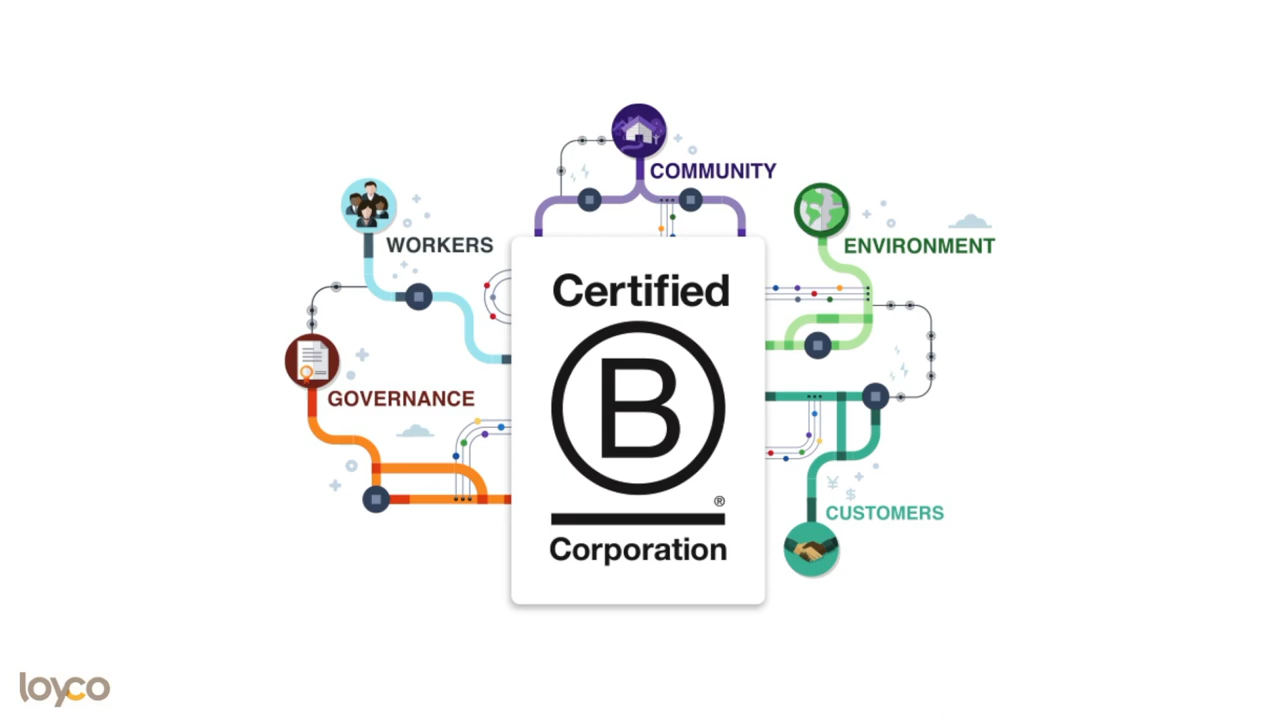 COMMUNITY
WORKERS
ENVIRONMENT
Certified
B
GOVERNANCE
®
CUSTOMERS
¥
$
Corporation
loyco